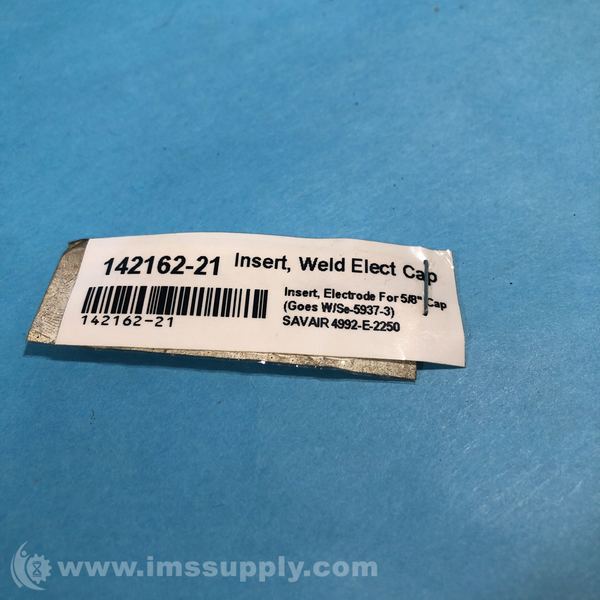 142162-21 Insert, Weld Elect Cap
Insert, Electrode For 5/8" Cap
(Goes W/Se-5937-3)
142162-21
SAVAIR 4992-E-2250
www.imssupply.com